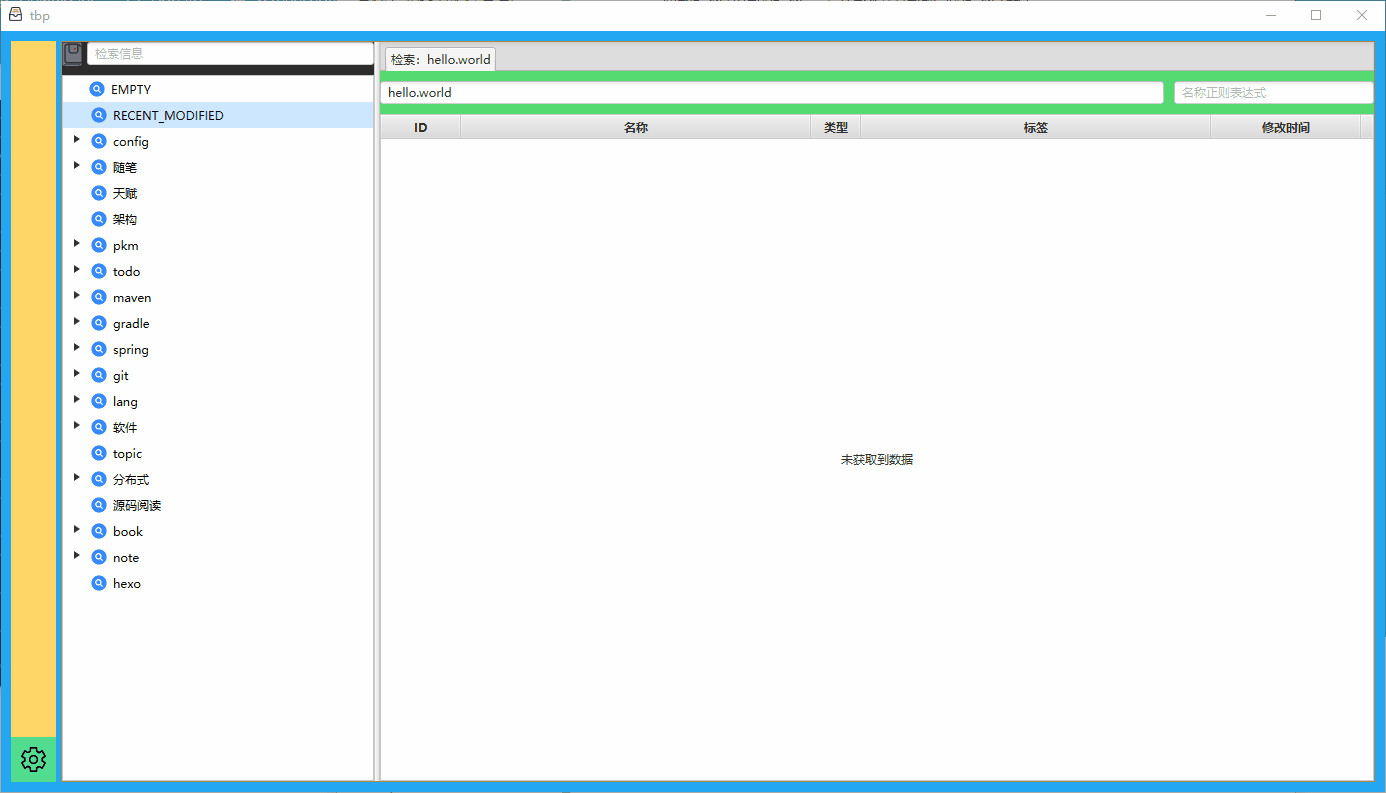 tbp
检索信息
EMPTY
RECENT_MODIFIED
config
随笔
天赋
架构
pkm
todo
maven
gradle
spring
git
lang
软件
topic
分布式
源码阅读
book
note
hexo
检索：hello.world
hello.world
名称正则表达式
ID 名称 类型 标签 修改时间
未获取到数据